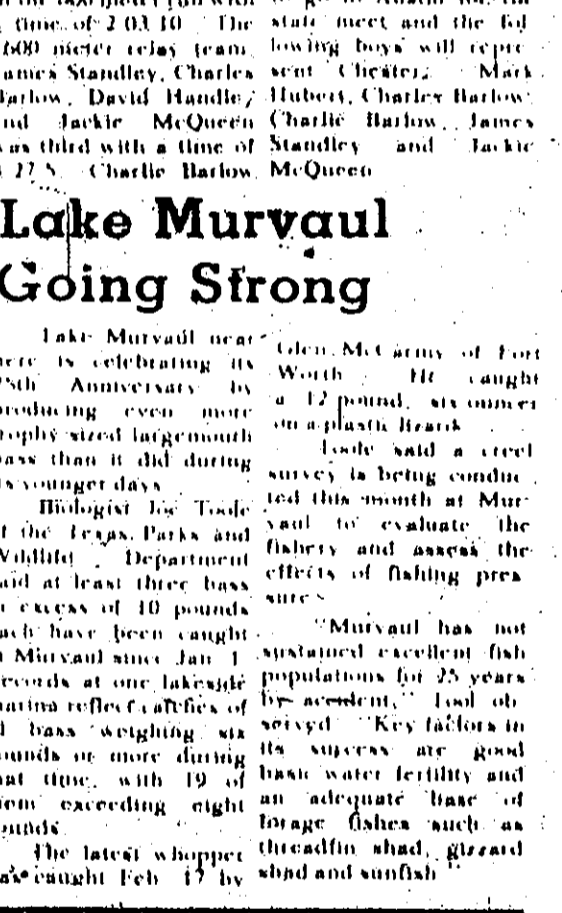 time of 2 03.10 The
600 meter relay team,
James Standley, Charles
Barlow, David Handley,
and Jackie McQueen
was third with a time of
27.5. Charlie Barlow,
state meet and the fol
lowing boys will repre
sent Chester: Mark
Hubert, Charles Barlow
Charlie Barlow, James
Standley and Jackie
McQueen
Lake Murvaul
Going Strong
Lake Murvaul near
here is celebrating its
25th Anniversary by
producing even more
trophy sized largemouth
bass than it did during
its younger days
Biologist Joe Toole
of the Texas Parks and
Wildlife Department
said at least three bass
in excess of 10 pounds
each have been caught
in Murvaul since Jan 1
records at one lakeside
marina reflect catches of
bass weighing six
pounds or more during
that time, with 19 of
them exceeding eight
pounds
The latest whopper
was caught Feb 17 by
Glen McCarmy of Fort
Worth He caught
a 12 pound, six ouncer
on a plastic lizard
Toole said a creel
survey is being conduc
ted this month at Mur
vaul to evaluate the
fishery and assess the
effects of fishing pres
sures
"Murvaul has not
sustained excellent fish
populations for 25 years
by accident," Tool ob
served "Key factors in
its success are good
basic water fertility and
an adequate base of
forage fishes such as
threadfin shad, gizzard
shad and sunfish"